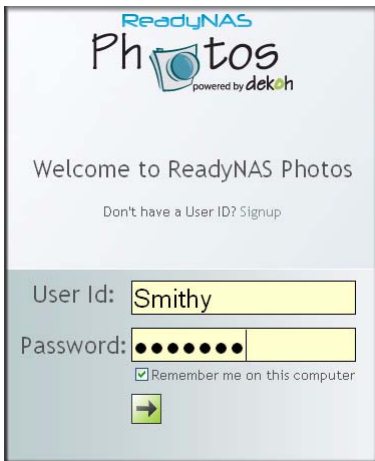 ReadyNAS
Photos
powered by dekoh
Welcome to ReadyNAS Photos
Don't have a User ID? Signup
User Id: Smithy
Password: ●●●●●●●
Remember me on this computer